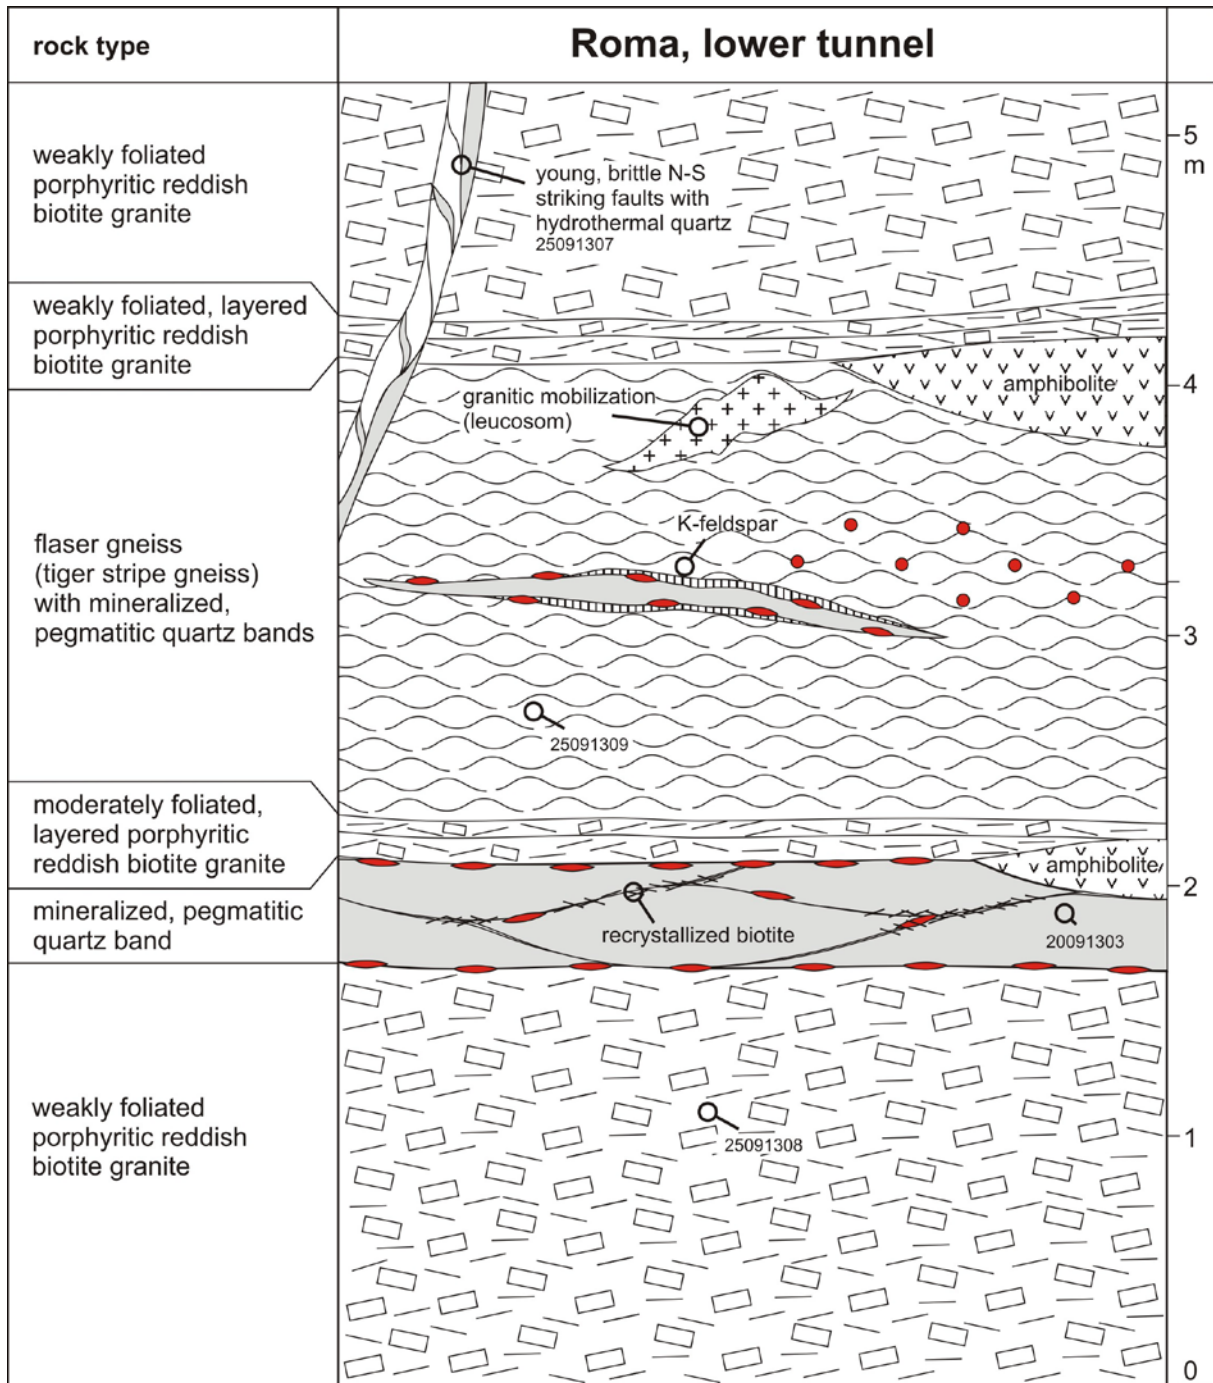 rock type
Roma, lower tunnel
weakly foliated
porphyritic reddish
biotite granite
5
m
young, brittle N-S
striking faults with
hydrothermal quartz
25091307
weakly foliated, layered
porphyritic reddish
biotite granite
amphibolite
4
granitic mobilization
(leucosom)
K-feldspar
flaser gneiss
(tiger stripe gneiss)
with mineralized,
pegmatitic quartz bands
3
25091309
moderately foliated,
layered porphyritic
reddish biotite granite
amphibolite
2
mineralized, pegmatitic
quartz band
recrystallized biotite
20091303
weakly foliated
porphyritic reddish
biotite granite
25091308
1
0